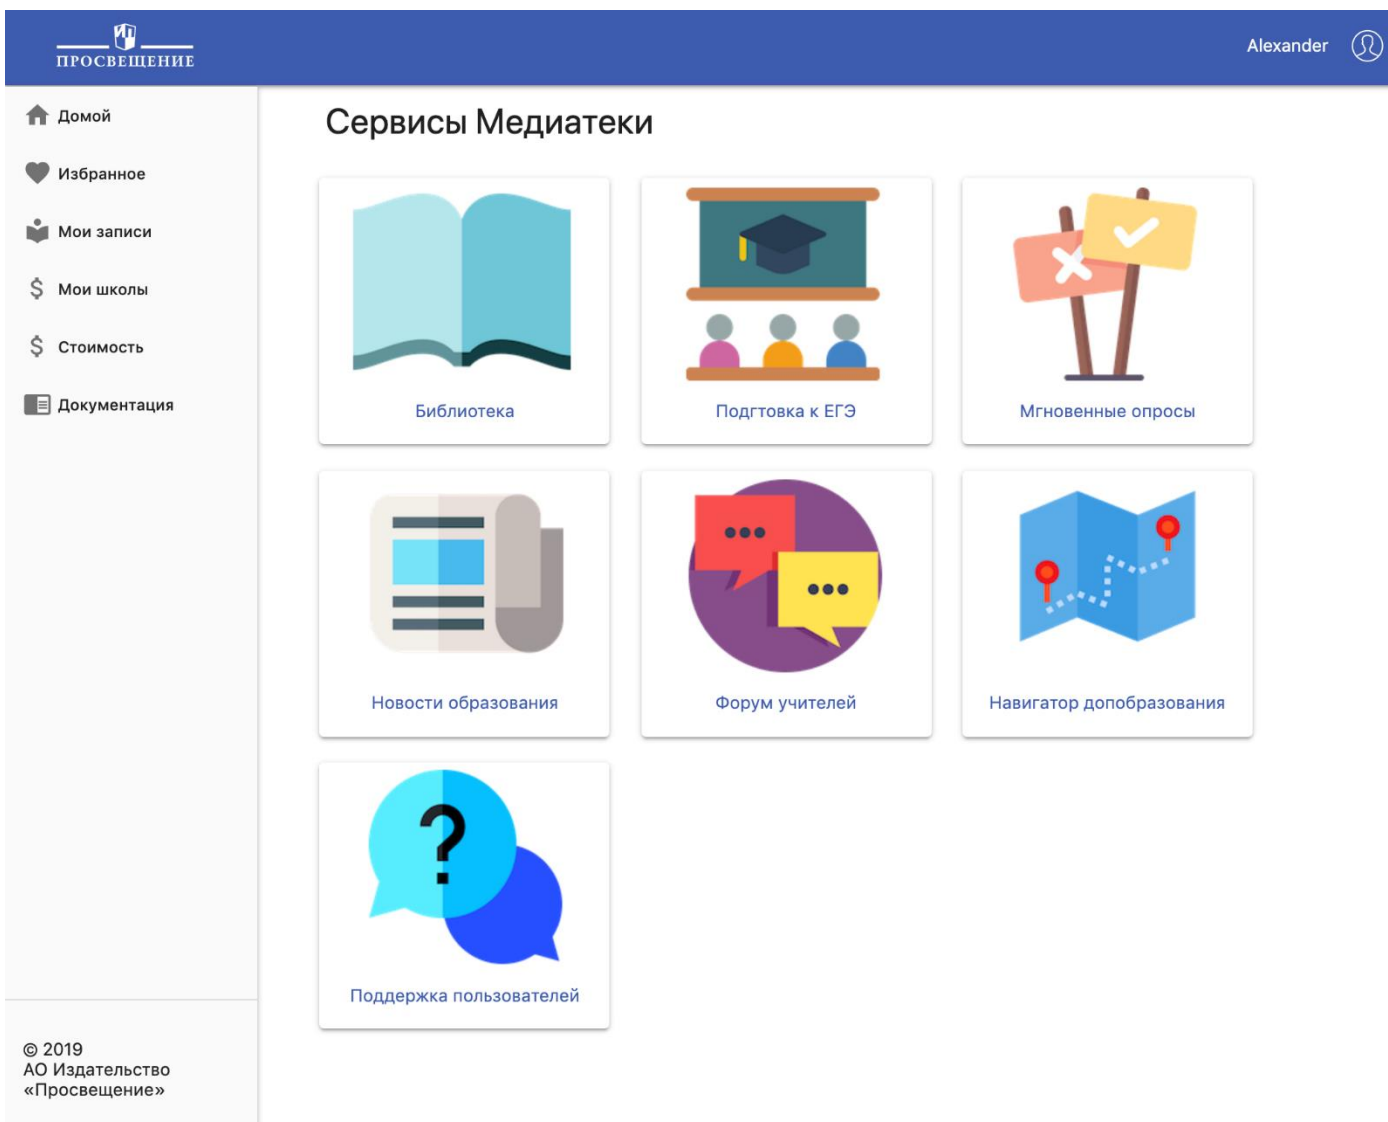 ПРОСВЕЩЕНИЕ
Alexander
Домой
Избранное
Мои записи
Мои школы
Стоимость
Документация
Сервисы Медиатеки
Библиотека
Подгтовка к ЕГЭ
Мгновенные опросы
Новости образования
Форум учителей
Навигатор допобразования
?
Поддержка пользователей
© 2019
АО Издательство
«Просвещение»